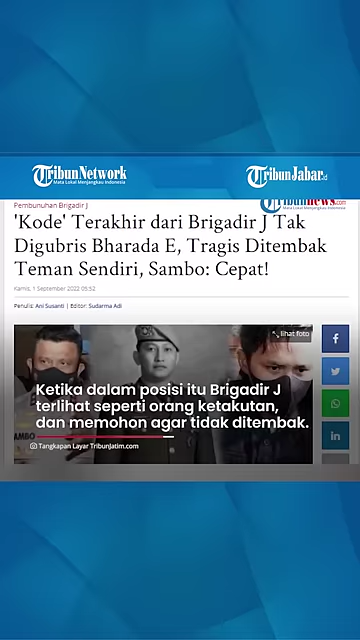 TRIBUNNETWORK
Mata Lokal Menjangkau Indonesia
TRIBUNJABAR.id
Pembunuhan Brigadir J
TRIBUNNEWS.com
'Kode' Terakhir dari Brigadir J Tak
Digubris Bharada E, Tragis Ditembak
Teman Sendiri, Sambo: Cepat!
Kamis, 1 September 2022 05:52
Penulis: Ani Susanti | Editor: Sudarma Adi
lihat foto
Ketika dalam posisi itu Brigadir J
terlihat seperti orang ketakutan,
dan memohon agar tidak ditembak.
AMBO
Tangkapan Layar TribunJatim.com